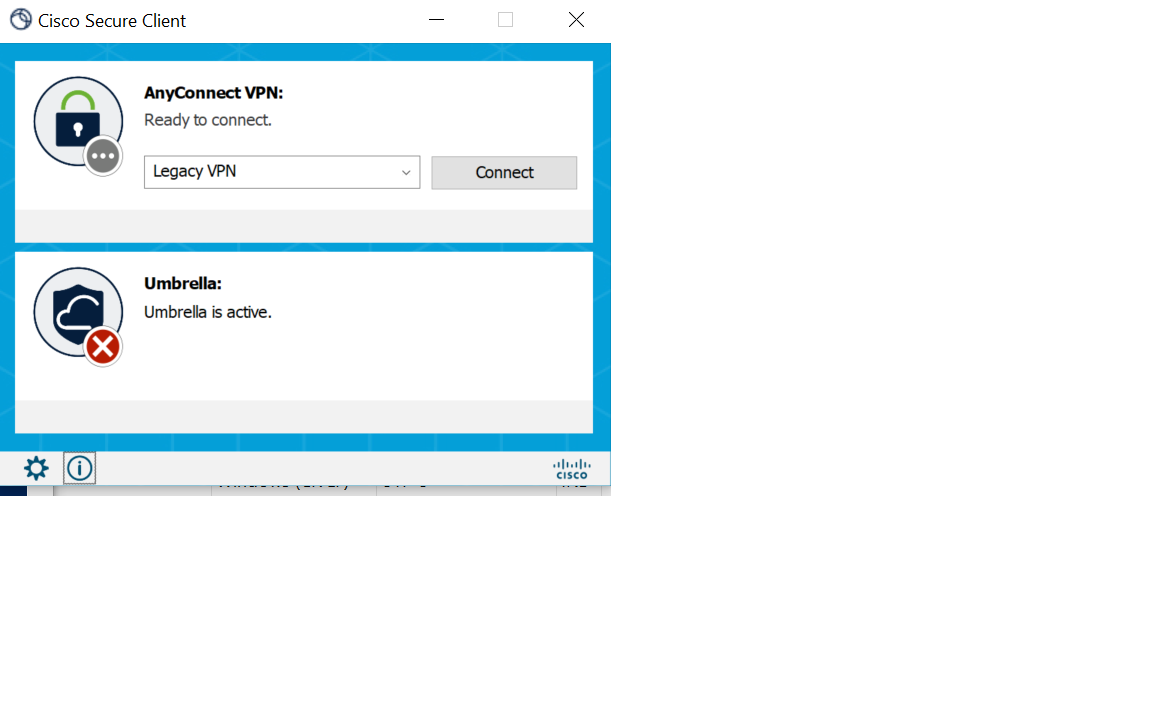 Cisco Secure Client
AnyConnect VPN:
Ready to connect.
Legacy VPN
Connect
Umbrella:
Umbrella is active.
CISCO